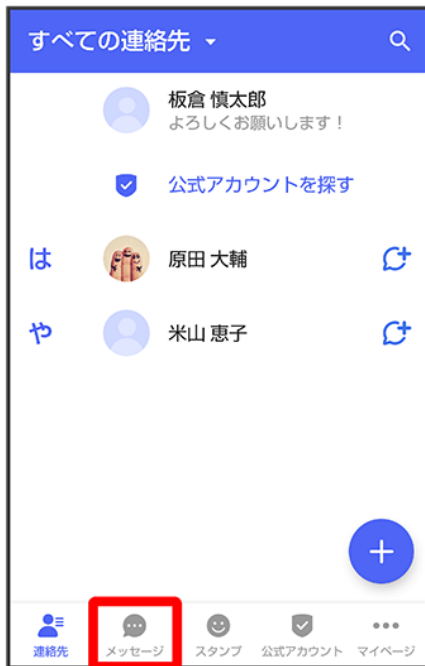 すべての連絡先
板倉 慎太郎
よろしくお願いします！
公式アカウントを探す
は
原田 大輔
や
米山 恵子
連絡先
メッセージ
スタンプ
公式アカウント
マイページ